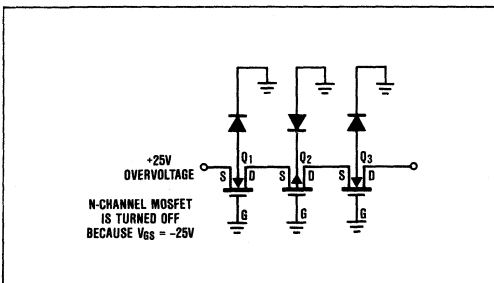 +25V
OVERVOLTAGE
Q1
Q2
Q3
S
D
S
D
S
D
N-CHANNEL MOSFET
IS TURNED OFF
BECAUSE VGS = –25V
G
G
G